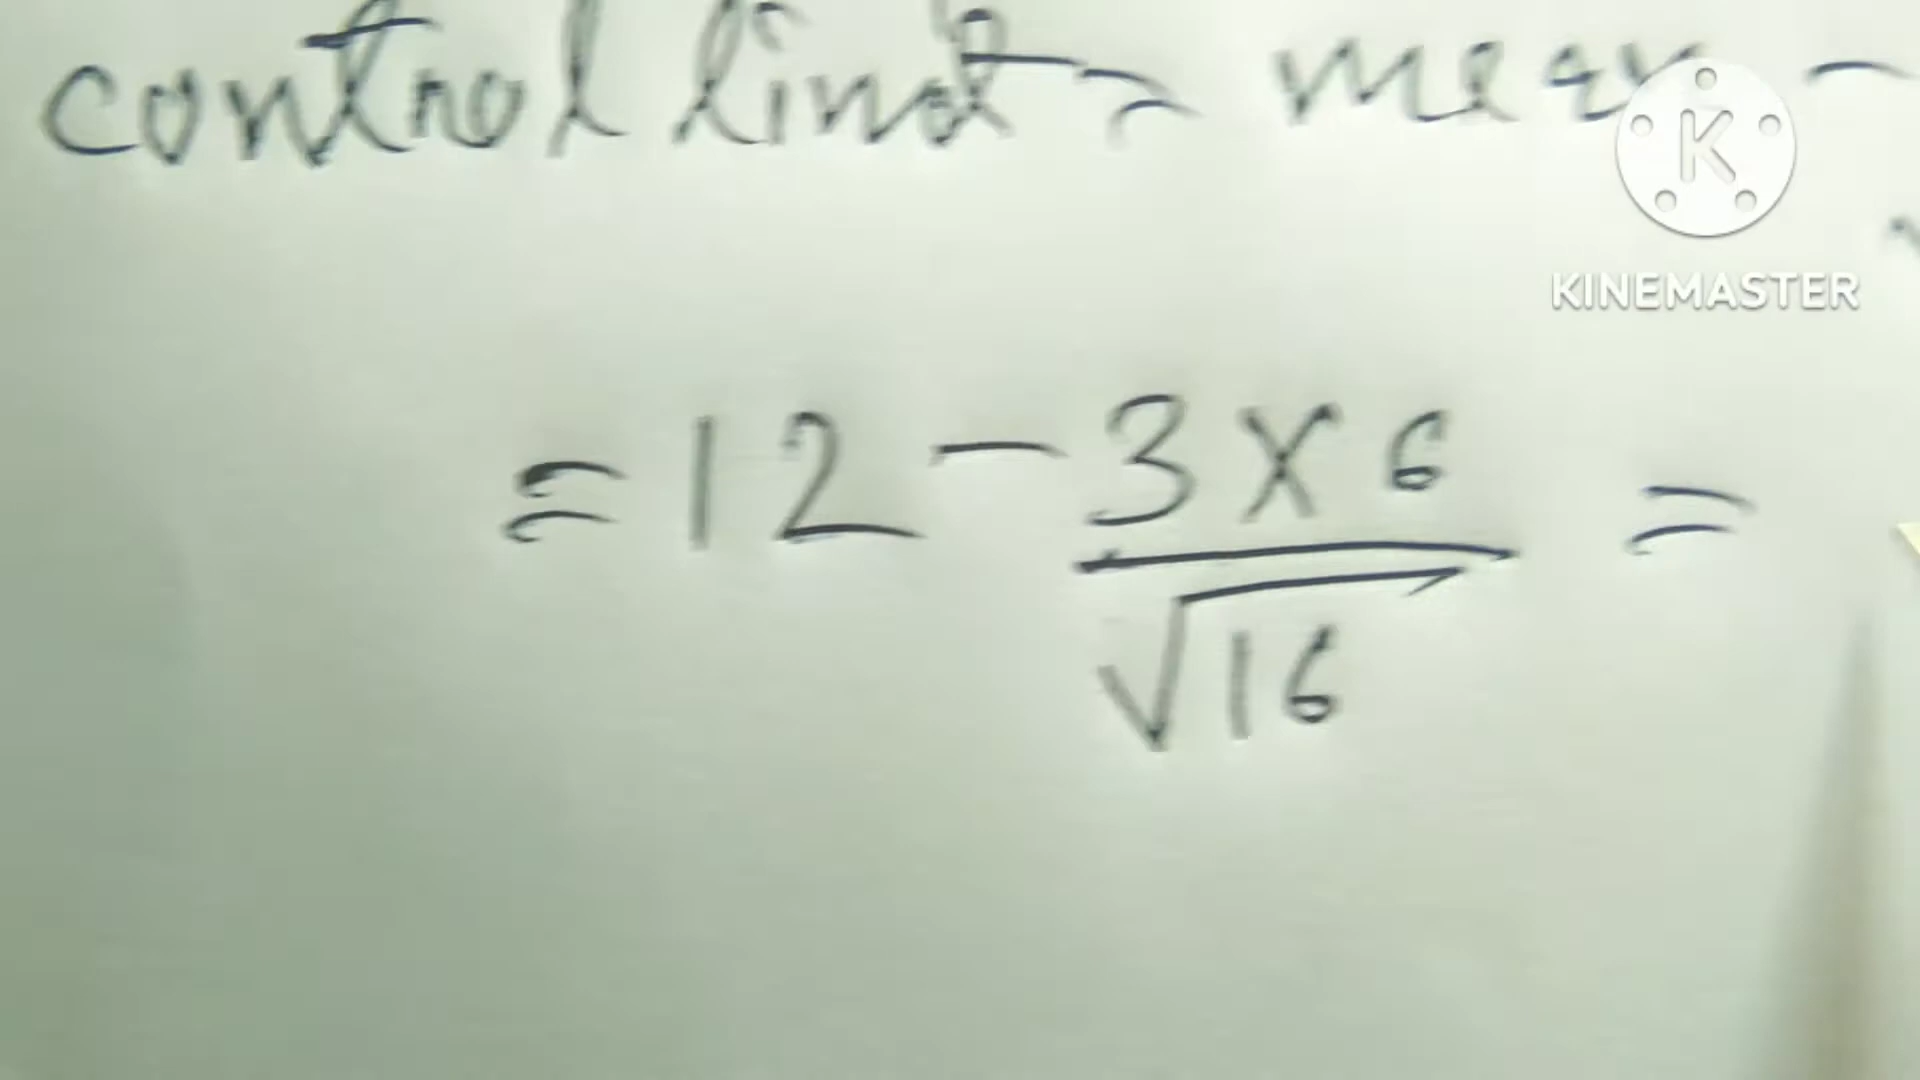 control limit = mean -
KINEMASTER
= 12 - 3 X 6 / √16 =